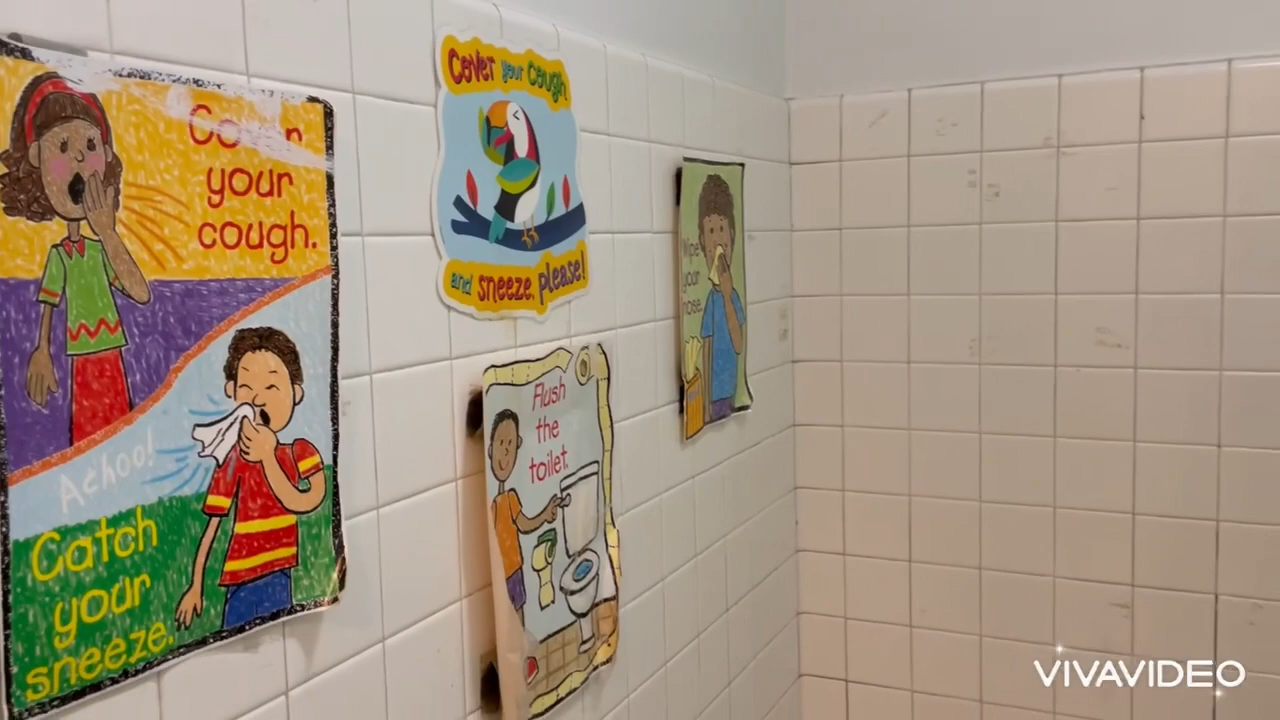 Cover
your
cough.
Achoo!
Catch
your
sneeze.
Cover your Cough
and sneeze, please!
Flush
the
toilet.
Wipe
your
nose.
VIVAVIDEO